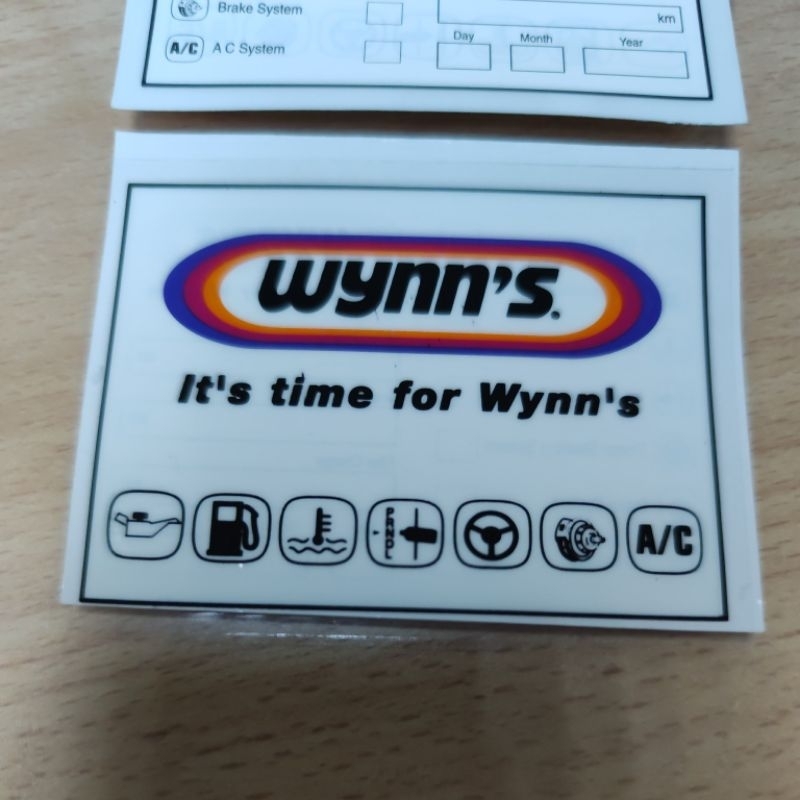 Brake System
km
A/C A C System
Day Month Year
wynn's.
It's time for Wynn's
A/C